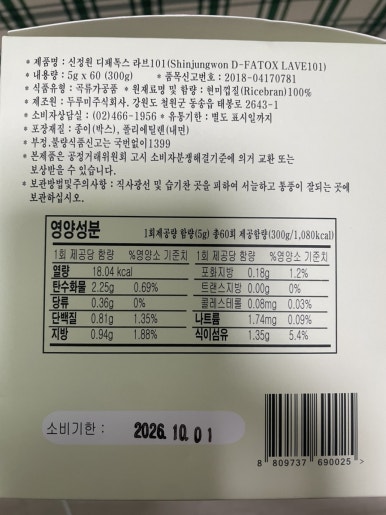 * 제품명 : 신정원 디패톡스 라브101(Shinjungwon D-FATOX LAVE101)
* 내용량 : 5g x 60 (300g) * 품목신고번호 : 2018-04170781
* 식품유형 : 곡류가공품 * 원재료명 및 함량 : 현미껍질(Ricebran)100%
* 제조원 : 두루미주식회사. 강원도 철원군 동송읍 태봉로 2643-1
* 소비자상담실 : (02)466-1956 * 유통기한 : 별도 표시일까지
* 포장재질 : 종이(박스), 폴리에틸렌(내면)
* 부정,불량식품신고는 국번없이1399
* 본제품은 공정거래위원회 고시 소비자분쟁해결기준에 의거 교환 또는
보상받을 수 있습니다.
* 보관방법및주의사항 : 직사광선 및 습기찬 곳을 피하여 서늘하고 통풍이 잘되는 곳에
보관하십시오.
영양성분 1회제공량 함량(5g) 총60회 제공함량(300g/1,080kcal)
1회 제공당 함량 %영양소 기준치 1회 제공당 함량 %영양소 기준치
열량 18.04 kcal 포화지방 0.18g 1.2%
탄수화물 2.25g 0.69% 트랜스지방 0.00g 0%
당류 0.36g 0% 콜레스테롤 0.08mg 0.03%
단백질 0.81g 1.35% 나트륨 1.74mg 0.09%
지방 0.94g 1.88% 식이섬유 1.35g 5.4%
소비기한 : 2026.10.01
8 809737 690025 >